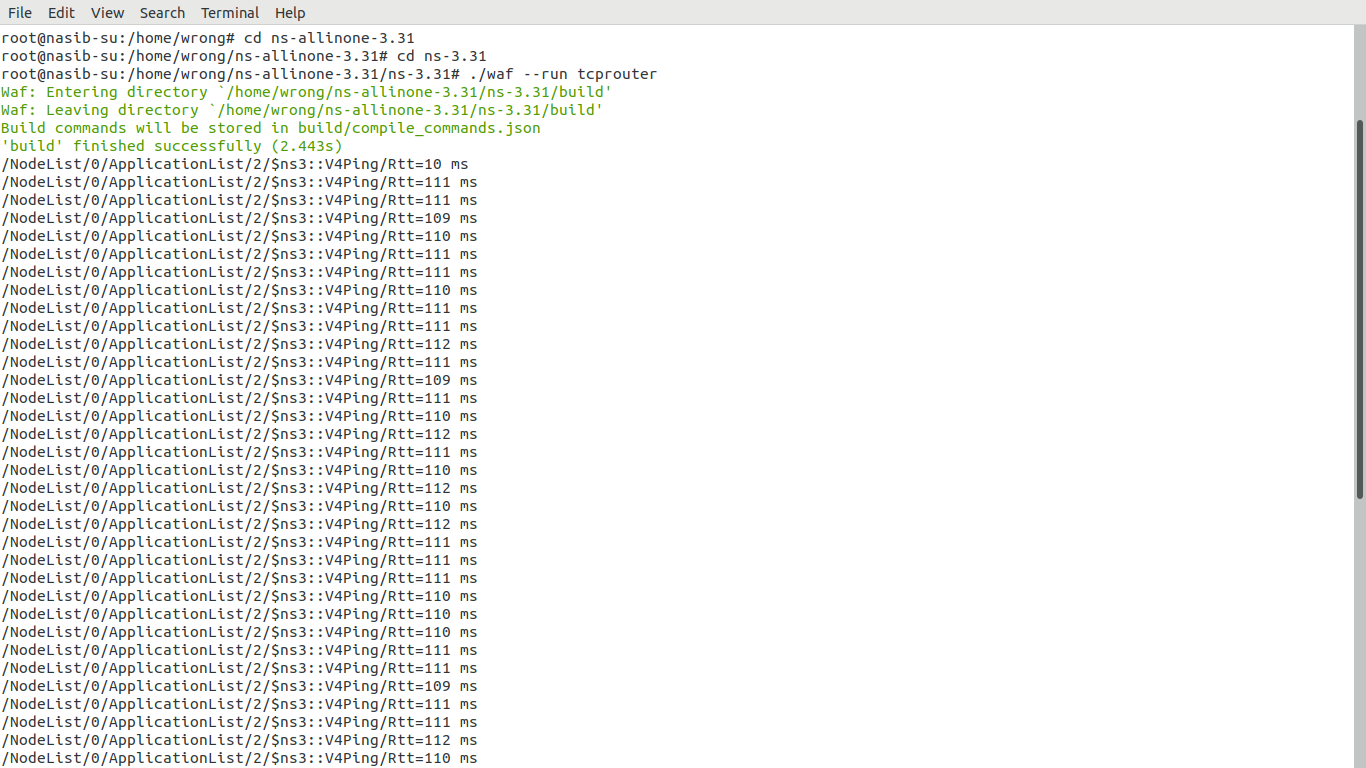 File Edit View Search Terminal Help
root@nasib-su:/home/wrong# cd ns-allinone-3.31
root@nasib-su:/home/wrong/ns-allinone-3.31# cd ns-3.31
root@nasib-su:/home/wrong/ns-allinone-3.31/ns-3.31# ./waf --run tcprouter
Waf: Entering directory `/home/wrong/ns-allinone-3.31/ns-3.31/build'
Waf: Leaving directory `/home/wrong/ns-allinone-3.31/ns-3.31/build'
Build commands will be stored in build/compile_commands.json
'build' finished successfully (2.443s)
/NodeList/0/ApplicationList/2/$ns3::V4Ping/Rtt=10 ms
/NodeList/0/ApplicationList/2/$ns3::V4Ping/Rtt=111 ms
/NodeList/0/ApplicationList/2/$ns3::V4Ping/Rtt=111 ms
/NodeList/0/ApplicationList/2/$ns3::V4Ping/Rtt=109 ms
/NodeList/0/ApplicationList/2/$ns3::V4Ping/Rtt=110 ms
/NodeList/0/ApplicationList/2/$ns3::V4Ping/Rtt=111 ms
/NodeList/0/ApplicationList/2/$ns3::V4Ping/Rtt=111 ms
/NodeList/0/ApplicationList/2/$ns3::V4Ping/Rtt=110 ms
/NodeList/0/ApplicationList/2/$ns3::V4Ping/Rtt=111 ms
/NodeList/0/ApplicationList/2/$ns3::V4Ping/Rtt=111 ms
/NodeList/0/ApplicationList/2/$ns3::V4Ping/Rtt=112 ms
/NodeList/0/ApplicationList/2/$ns3::V4Ping/Rtt=111 ms
/NodeList/0/ApplicationList/2/$ns3::V4Ping/Rtt=109 ms
/NodeList/0/ApplicationList/2/$ns3::V4Ping/Rtt=111 ms
/NodeList/0/ApplicationList/2/$ns3::V4Ping/Rtt=110 ms
/NodeList/0/ApplicationList/2/$ns3::V4Ping/Rtt=112 ms
/NodeList/0/ApplicationList/2/$ns3::V4Ping/Rtt=111 ms
/NodeList/0/ApplicationList/2/$ns3::V4Ping/Rtt=110 ms
/NodeList/0/ApplicationList/2/$ns3::V4Ping/Rtt=112 ms
/NodeList/0/ApplicationList/2/$ns3::V4Ping/Rtt=110 ms
/NodeList/0/ApplicationList/2/$ns3::V4Ping/Rtt=112 ms
/NodeList/0/ApplicationList/2/$ns3::V4Ping/Rtt=111 ms
/NodeList/0/ApplicationList/2/$ns3::V4Ping/Rtt=111 ms
/NodeList/0/ApplicationList/2/$ns3::V4Ping/Rtt=111 ms
/NodeList/0/ApplicationList/2/$ns3::V4Ping/Rtt=110 ms
/NodeList/0/ApplicationList/2/$ns3::V4Ping/Rtt=110 ms
/NodeList/0/ApplicationList/2/$ns3::V4Ping/Rtt=110 ms
/NodeList/0/ApplicationList/2/$ns3::V4Ping/Rtt=111 ms
/NodeList/0/ApplicationList/2/$ns3::V4Ping/Rtt=111 ms
/NodeList/0/ApplicationList/2/$ns3::V4Ping/Rtt=109 ms
/NodeList/0/ApplicationList/2/$ns3::V4Ping/Rtt=111 ms
/NodeList/0/ApplicationList/2/$ns3::V4Ping/Rtt=111 ms
/NodeList/0/ApplicationList/2/$ns3::V4Ping/Rtt=112 ms
/NodeList/0/ApplicationList/2/$ns3::V4Ping/Rtt=110 ms